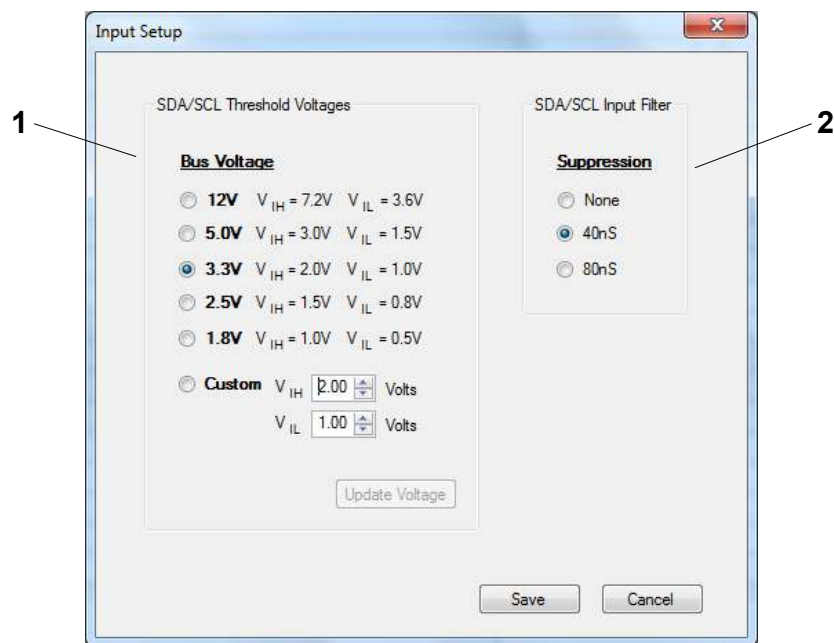 Input Setup
1
SDA/SCL Threshold Voltages
Bus Voltage
12V V IH = 7.2V V IL = 3.6V
5.0V V IH = 3.0V V IL = 1.5V
3.3V V IH = 2.0V V IL = 1.0V
2.5V V IH = 1.5V V IL = 0.8V
1.8V V IH = 1.0V V IL = 0.5V
Custom V IH 2.00 Volts
V IL 1.00 Volts
Update Voltage
SDA/SCL Input Filter
2
Suppression
None
40nS
80nS
Save
Cancel